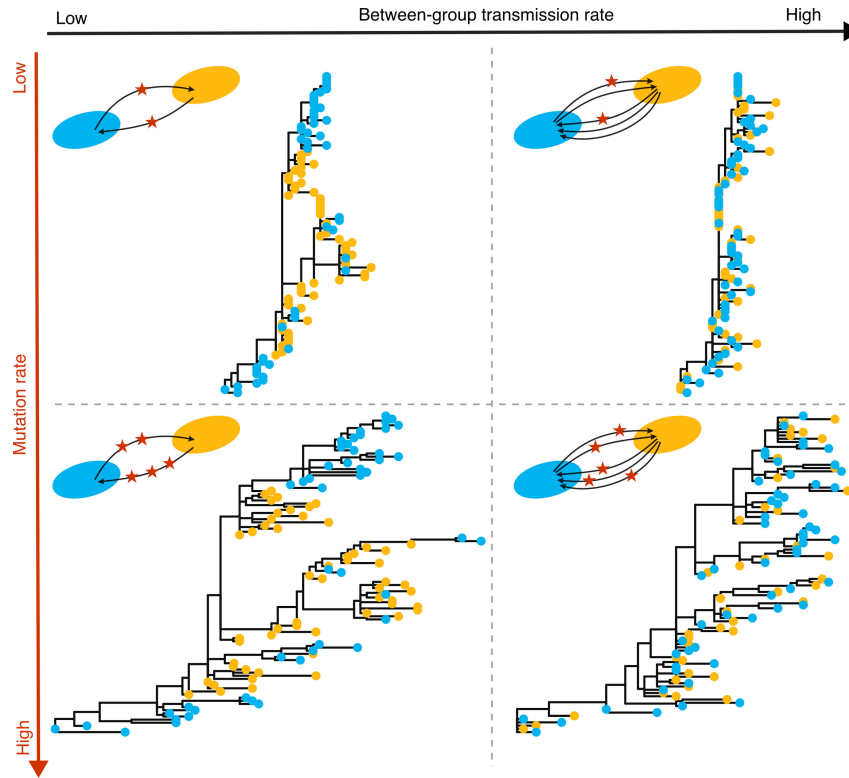 Between-group transmission rate
Low
High
Low
Mutation rate
High